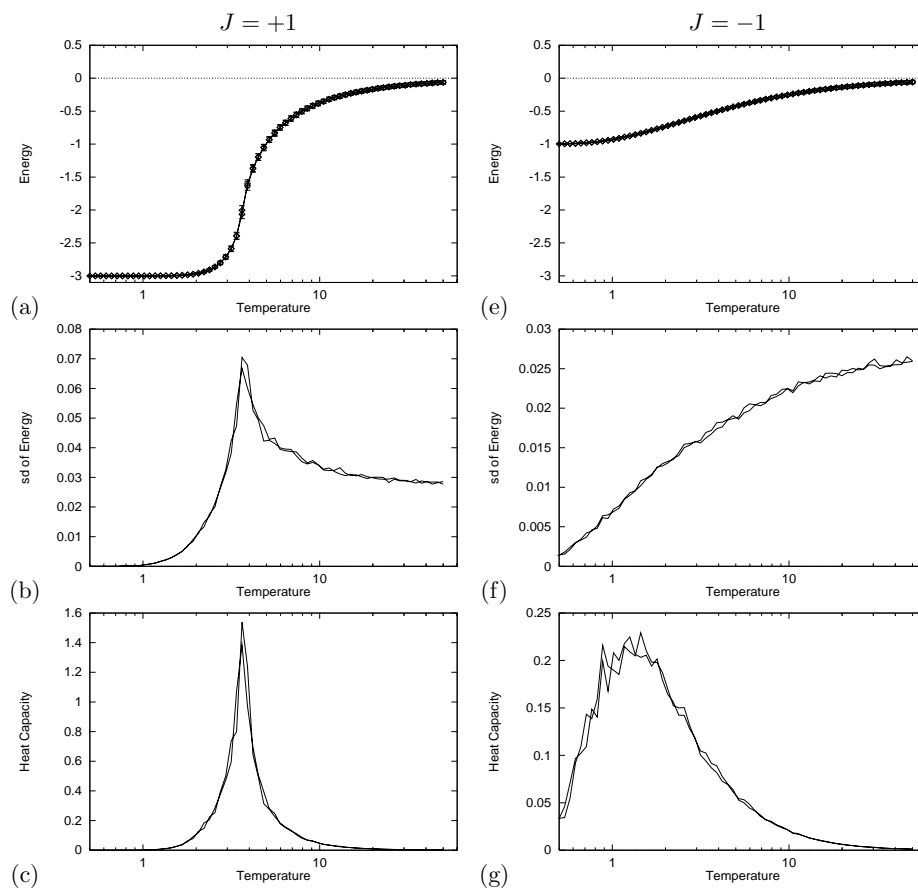 J = +1
J = −1
0.5
0
-0.5
-1
-1.5
-2
-2.5
-3
Energy
1
10
Temperature
(a)
0.5
0
-0.5
-1
-1.5
-2
-2.5
-3
Energy
1
10
Temperature
(e)
0.08
0.07
0.06
0.05
0.04
0.03
0.02
0.01
0
sd of Energy
1
10
Temperature
(b)
0.03
0.025
0.02
0.015
0.01
0.005
0
sd of Energy
1
10
Temperature
(f)
1.6
1.4
1.2
1
0.8
0.6
0.4
0.2
0
Heat Capacity
1
10
Temperature
(c)
0.25
0.2
0.15
0.1
0.05
0
Heat Capacity
1
10
Temperature
(g)